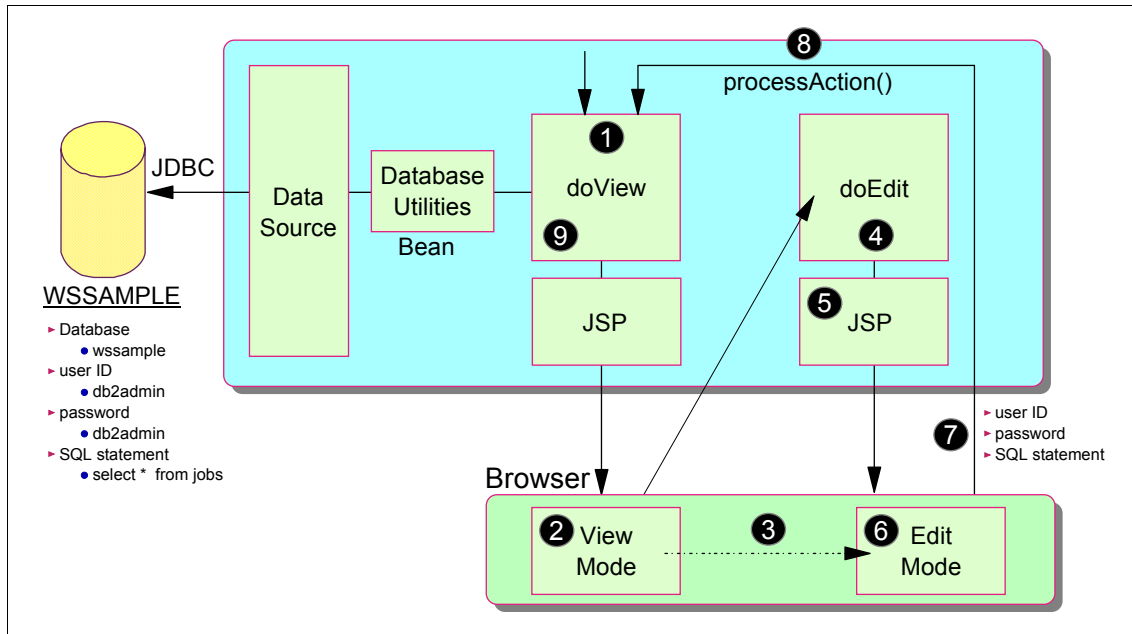 8
processAction()
1
doView
9
doEdit
4
JDBC
Data
Source
Database
Utilities
Bean
JSP
5
JSP
WSSAMPLE
Database
wssample
user ID
db2admin
password
db2admin
SQL statement
select * from jobs
7
user ID
password
SQL statement
Browser
2
View
Mode
3
6
Edit
Mode